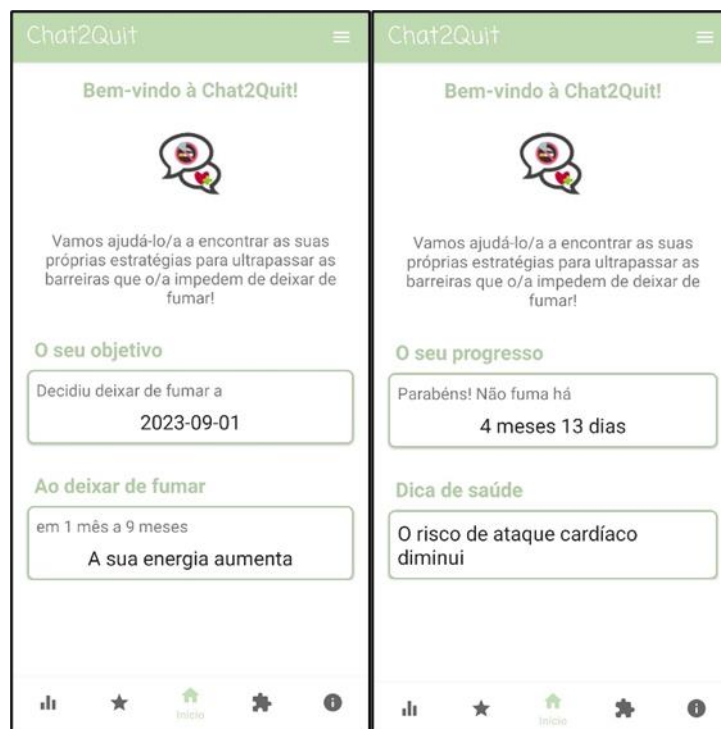 Chat2Quit
Bem-vindo à Chat2Quit!
Vamos ajudá-lo/a a encontrar as suas
próprias estratégias para ultrapassar as
barreiras que o/a impedem de deixar de
fumar!
O seu objetivo
Decidiu deixar de fumar a
2023-09-01
Ao deixar de fumar
em 1 mês a 9 meses
A sua energia aumenta
Início
Chat2Quit
Bem-vindo à Chat2Quit!
Vamos ajudá-lo/a a encontrar as suas
próprias estratégias para ultrapassar as
barreiras que o/a impedem de deixar de
fumar!
O seu progresso
Parabéns! Não fuma há
4 meses 13 dias
Dica de saúde
O risco de ataque cardíaco
diminui
Início